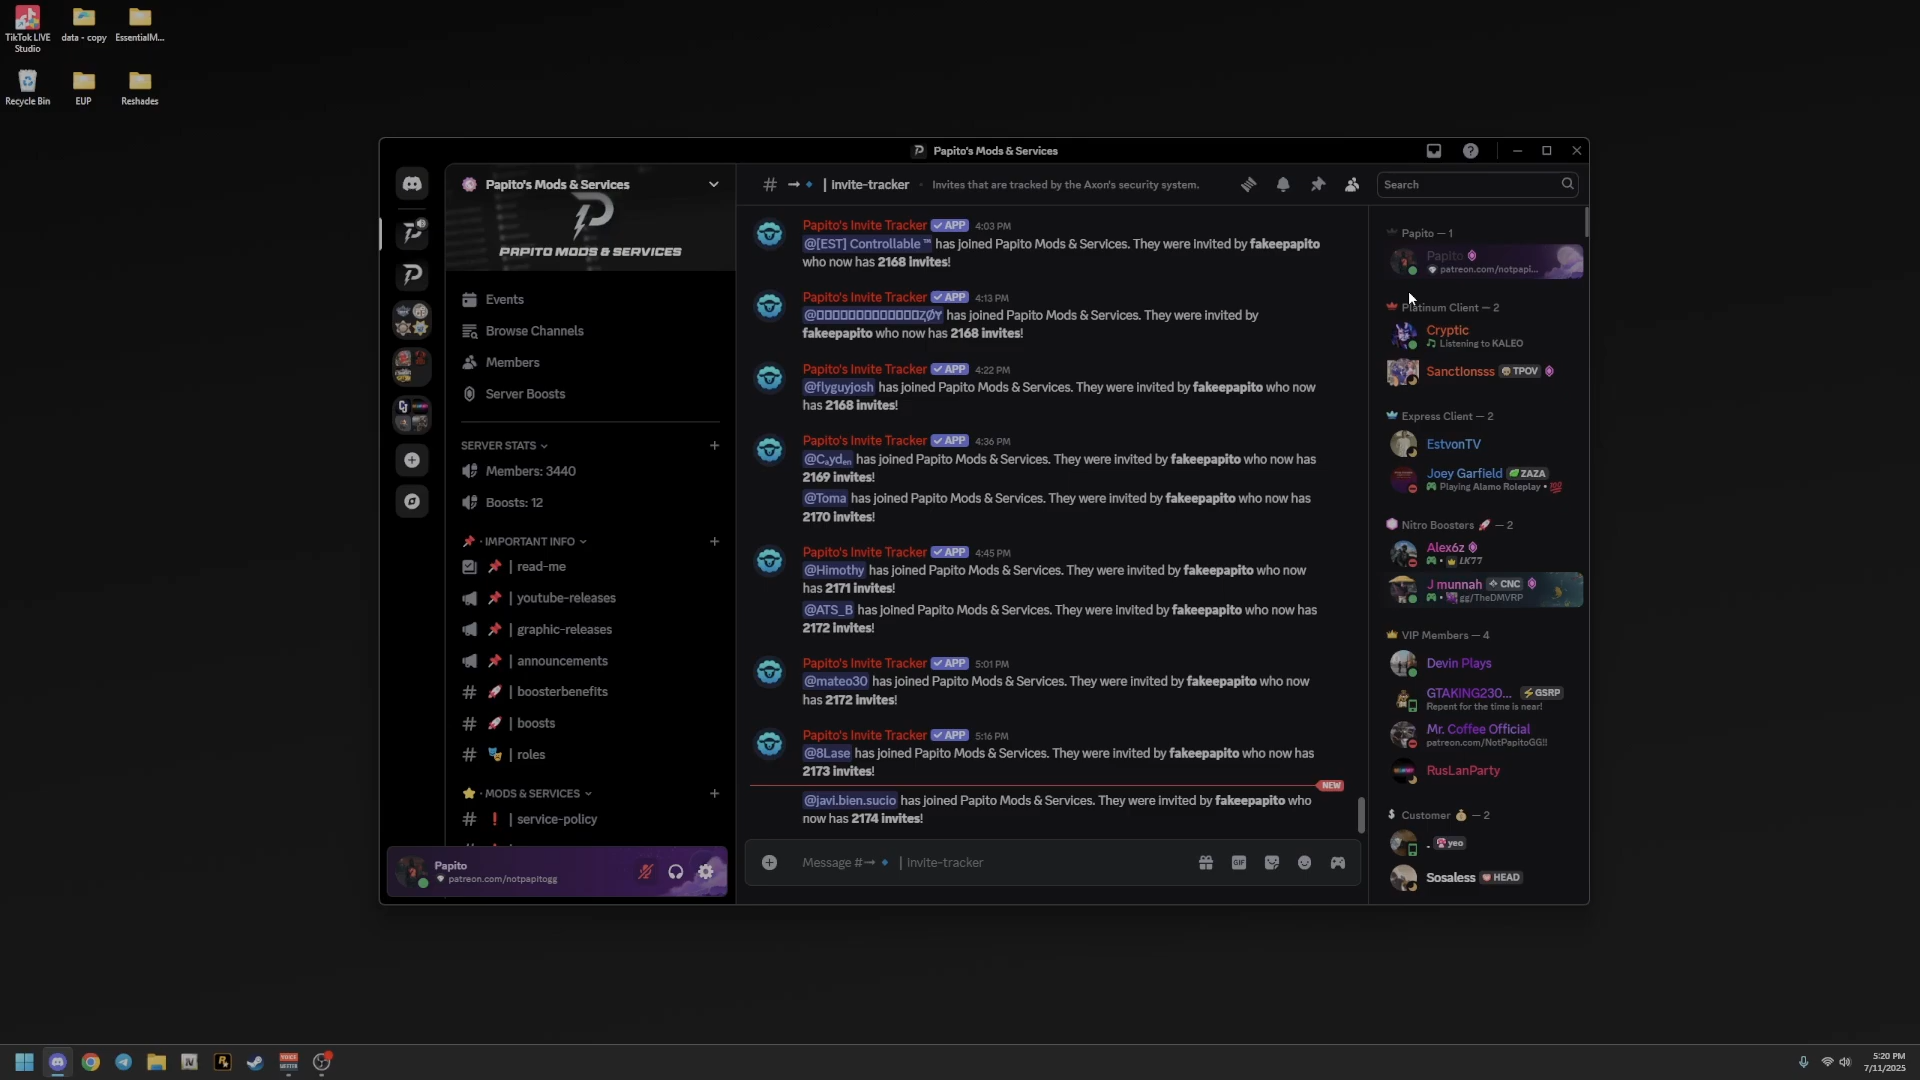 TikTok LIVE
Studio
data - copy
EssentialM...
Recycle Bin
EUP
Reshades
Papito's Mods & Services
Papito's Mods & Services
PAPITO MODS & SERVICES
Events
Browse Channels
Members
Server Boosts
SERVER STATS
Members: 3440
Boosts: 12
· IMPORTANT INFO
| read-me
| youtube-releases
| graphic-releases
| announcements
| boosterbenefits
| boosts
| roles
· MODS & SERVICES
| service-policy
Papito
patreon.com/notpapitogg
| invite-tracker
Invites that are tracked by the Axon's security system.
Search
Papito's Invite Tracker ✓ APP 4:03 PM
@[EST] Controllable ™ has joined Papito Mods & Services. They were invited by fakeepapito
who now has 2168 invites!
Papito's Invite Tracker ✓ APP 4:13 PM
has joined Papito Mods & Services. They were invited by
fakeepapito who now has 2168 invites!
Papito's Invite Tracker ✓ APP 4:22 PM
@flyguyjosh has joined Papito Mods & Services. They were invited by fakeepapito who now
has 2168 invites!
Papito's Invite Tracker ✓ APP 4:36 PM
@Cₐydₑₙ has joined Papito Mods & Services. They were invited by fakeepapito who now has
2169 invites!
@Toma has joined Papito Mods & Services. They were invited by fakeepapito who now has
2170 invites!
Papito's Invite Tracker ✓ APP 4:45 PM
@Himothy has joined Papito Mods & Services. They were invited by fakeepapito who now has
2171 invites!
@ATS_B has joined Papito Mods & Services. They were invited by fakeepapito who now has
2172 invites!
Papito's Invite Tracker ✓ APP 5:01 PM
@mateo30 has joined Papito Mods & Services. They were invited by fakeepapito who now
has 2172 invites!
Papito's Invite Tracker ✓ APP 5:16 PM
@8Lase has joined Papito Mods & Services. They were invited by fakeepapito who now has
2173 invites!
NEW
@javi.bien.sucio has joined Papito Mods & Services. They were invited by fakeepapito who
now has 2174 invites!
Message #→ | invite-tracker
GIF
Papito — 1
Papito
patreon.com/notpapi...
Platinum Client — 2
Cryptic
Listening to KALEO
Sanctionsss TPOV
Express Client — 2
EstvonTV
Joey Garfield ZAZA
Playing Alamo Roleplay •
Nitro Boosters — 2
Alex6z
• LK77
J munnah CNC
• gg/TheDMVRP
VIP Members — 4
Devin Plays
GTAKING230... GSRP
Repent for the time is near!
Mr. Coffee Official
patreon.com/NotPapitoGG!!
RusLanParty
Customer — 2
. yeo
Sosaless HEAD
5:20 PM
7/11/2025